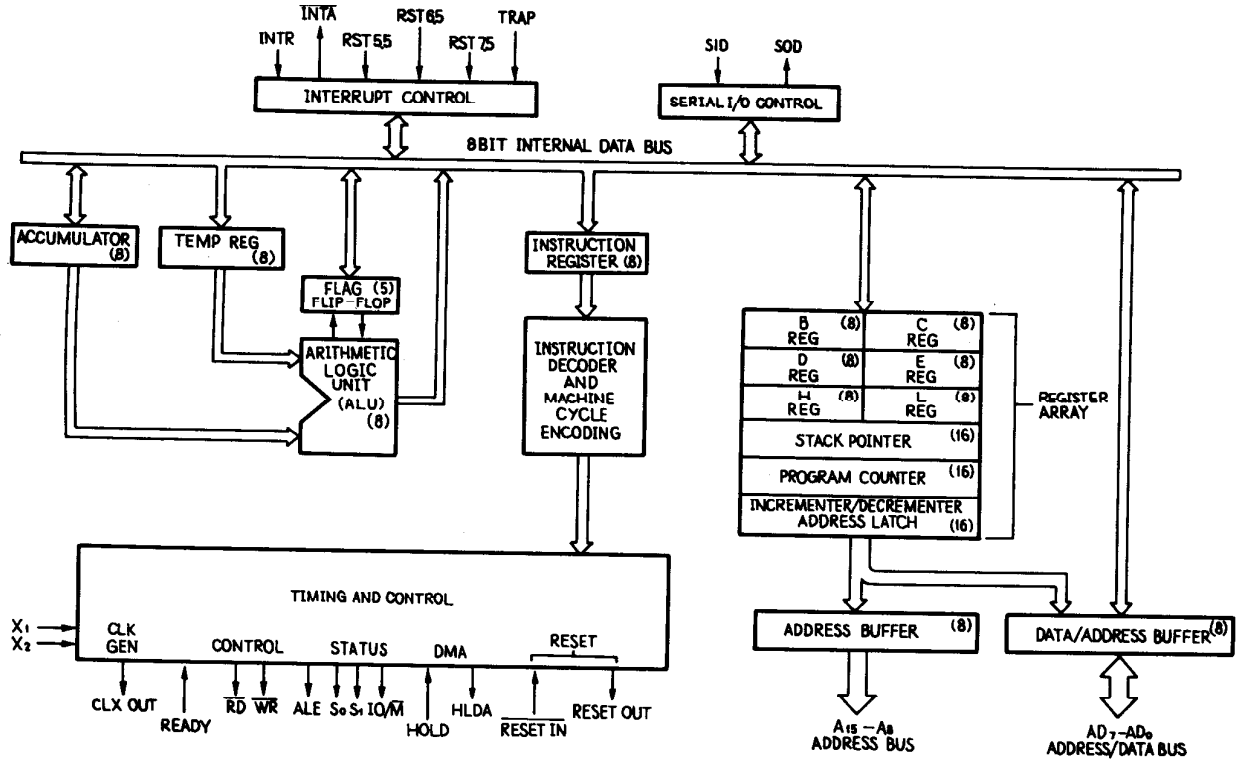 INTR
INTA
RST5,5
RST6,5
RST7,5
TRAP
INTERRUPT CONTROL
SID
SOD
SERIAL I/O CONTROL
8BIT INTERNAL DATA BUS
ACCUMULATOR
(8)
TEMP REG
(8)
FLAG (5)
FLIP-FLOP
ARITHMETIC
LOGIC
UNIT
(ALU)
(8)
INSTRUCTION
REGISTER (8)
INSTRUCTION
DECODER
AND
MACHINE
CYCLE
ENCODING
B (8)
REG
C (8)
REG
D (8)
REG
E (8)
REG
H (8)
REG
L (8)
REG
STACK POINTER (16)
PROGRAM COUNTER (16)
INCREMENTER/DECREMENTER
ADDRESS LATCH (16)
REGISTER
ARRAY
TIMING AND CONTROL
X1
X2
CLK
GEN
CONTROL
STATUS
DMA
RESET
CLX OUT
READY
RD
WR
ALE
S0
S1
IO/M
HOLD
HLDA
RESET IN
RESET OUT
ADDRESS BUFFER (8)
DATA/ADDRESS BUFFER (8)
A15-A8
ADDRESS BUS
AD7-AD0
ADDRESS/DATA BUS